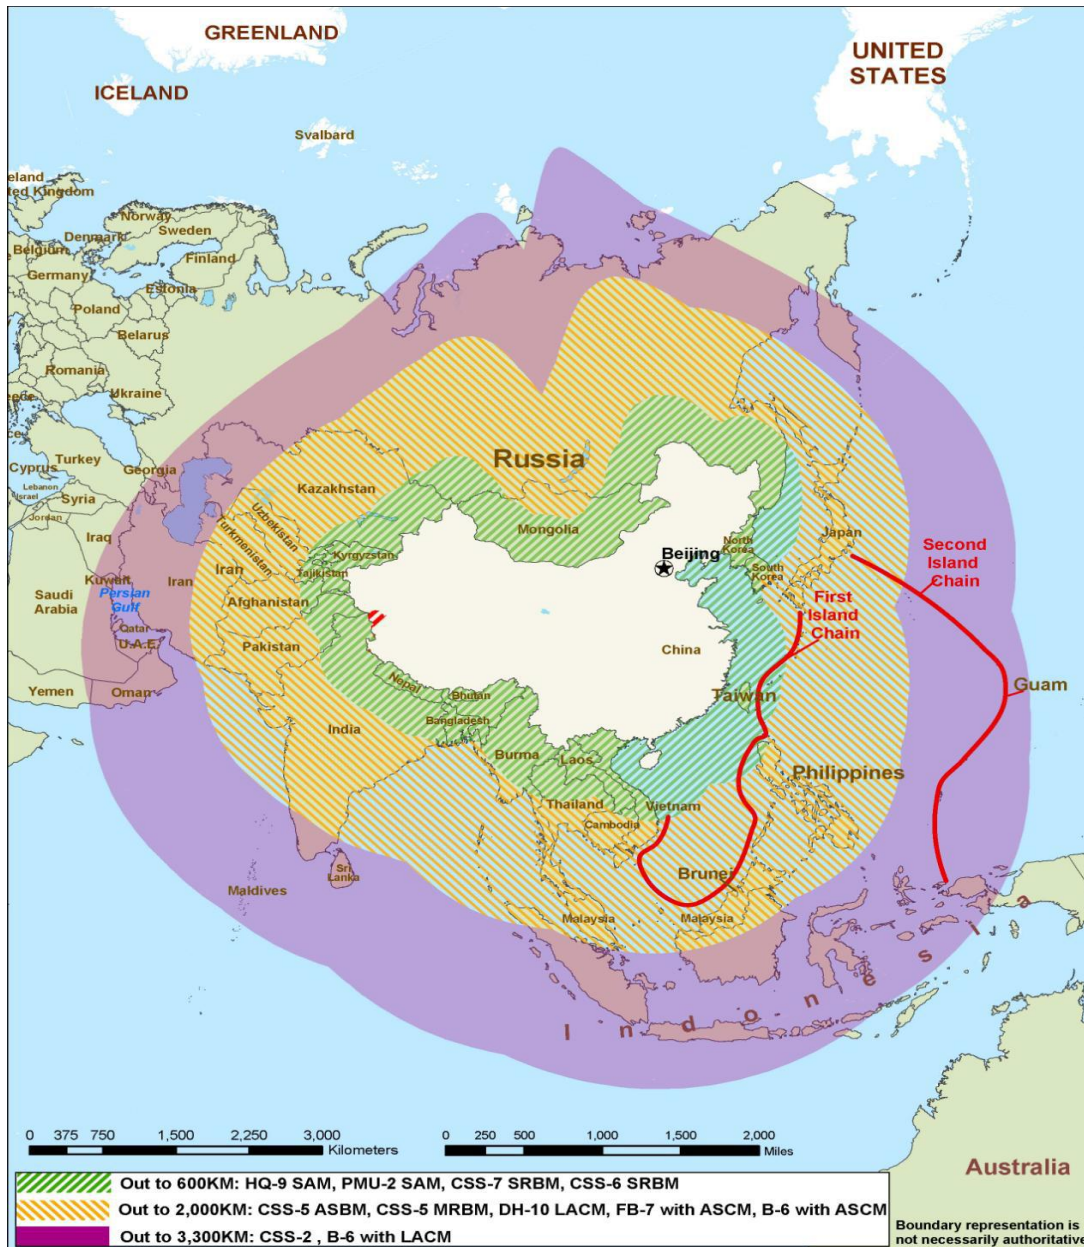 GREENLAND
UNITED
STATES
ICELAND
Svalbard
eland
ted Kingdom
Norway
Sweden
Denmark
Finland
Belgium
Germany
Estonia
Poland
Belarus
Romania
Ukraine
Russia
Georgia
Turkey
Cyprus
Lebanon
Israel
Syria
Jordan
Iraq
Kazakhstan
Uzbekistan
Turkmenistan
Mongolia
Kyrgyzstan
Tajikistan
Beijing
North
Korea
South
Korea
Japan
Second
Island
Chain
First
Island
Chain
Kuwait
Persian
Gulf
Iran
Iran
Afghanistan
Saudi
Arabia
Qatar
U.A.E.
Pakistan
China
Yemen
Oman
Nepal
Bhutan
Bangladesh
India
Taiwan
Guam
Burma
Laos
Philippines
Thailand
Vietnam
Cambodia
Sri
Lanka
Brunei
Maldives
Malaysia
Malaysia
Indonesia
0 375 750 1,500 2,250 3,000
Kilometers
0 250 500 1,000 1,500 2,000
Miles
Australia
Out to 600KM: HQ-9 SAM, PMU-2 SAM, CSS-7 SRBM, CSS-6 SRBM
Out to 2,000KM: CSS-5 ASBM, CSS-5 MRBM, DH-10 LACM, FB-7 with ASCM, B-6 with ASCM
Out to 3,300KM: CSS-2 , B-6 with LACM
Boundary representation is
not necessarily authoritative